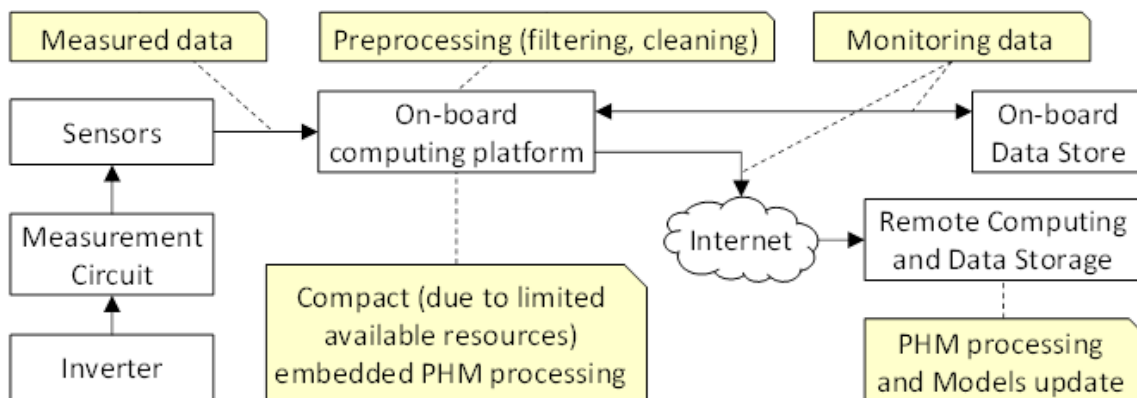 Measured data
Preprocessing (filtering, cleaning)
Monitoring data
Sensors
On-board
computing platform
On-board
Data Store
Measurement
Circuit
Internet
Remote Computing
and Data Storage
Inverter
Compact (due to limited
available resources)
embedded PHM processing
PHM processing
and Models update